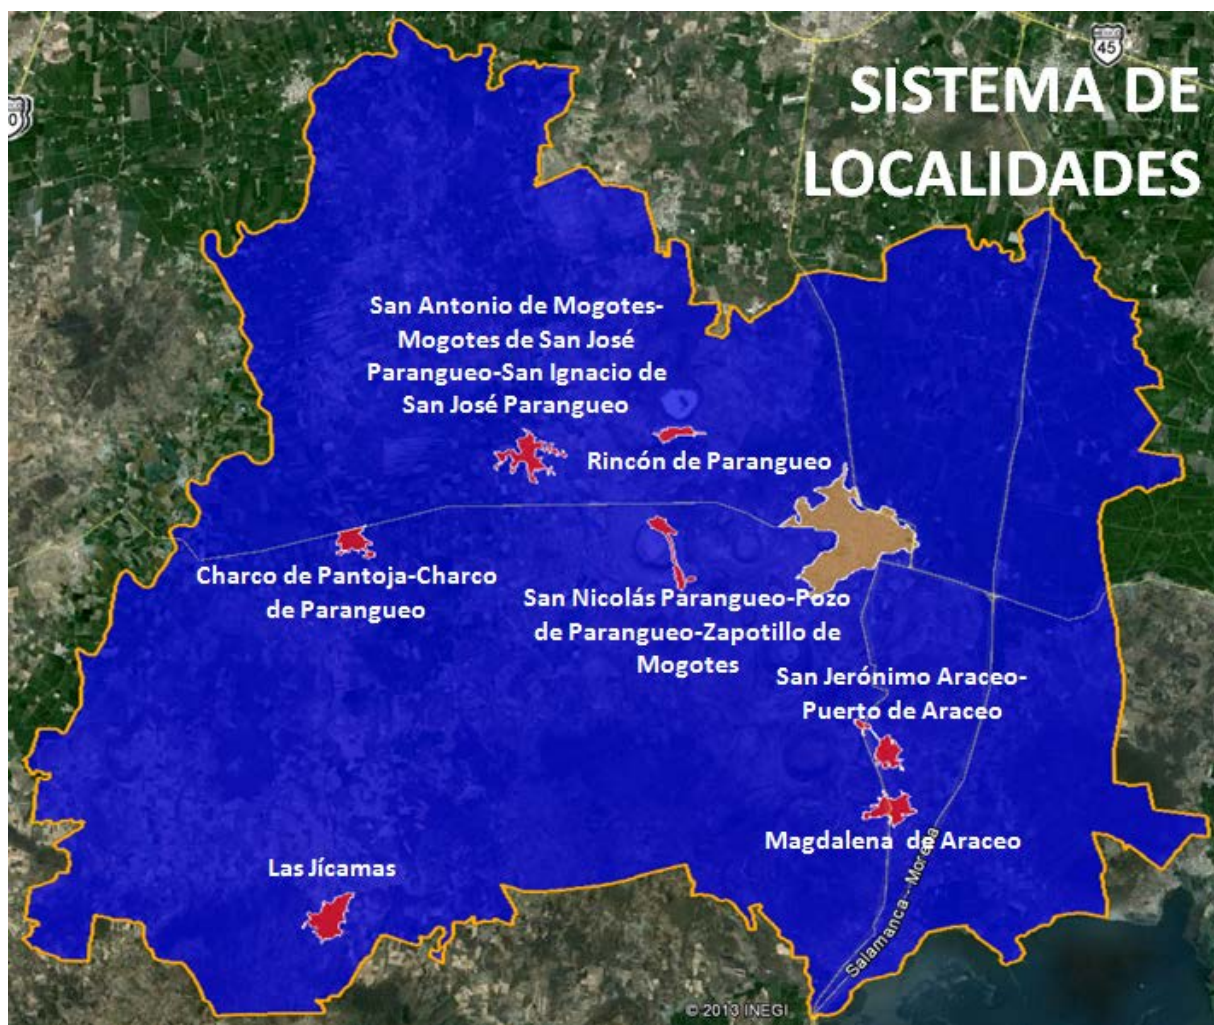 45
SISTEMA DE
LOCALIDADES
San Antonio de Mogotes-
Mogotes de San José
Parangueo-San Ignacio de
San José Parangueo
Rincón de Parangueo
Charco de Pantoja-Charco
de Parangueo
San Nicolás Parangueo-Pozo
de Parangueo-Zapotillo de
Mogotes
San Jerónimo Araceo-
Puerto de Araceo
Magdalena de Araceo
Las Jícamas
Salamanca - Morelia
© 2013 INEGI